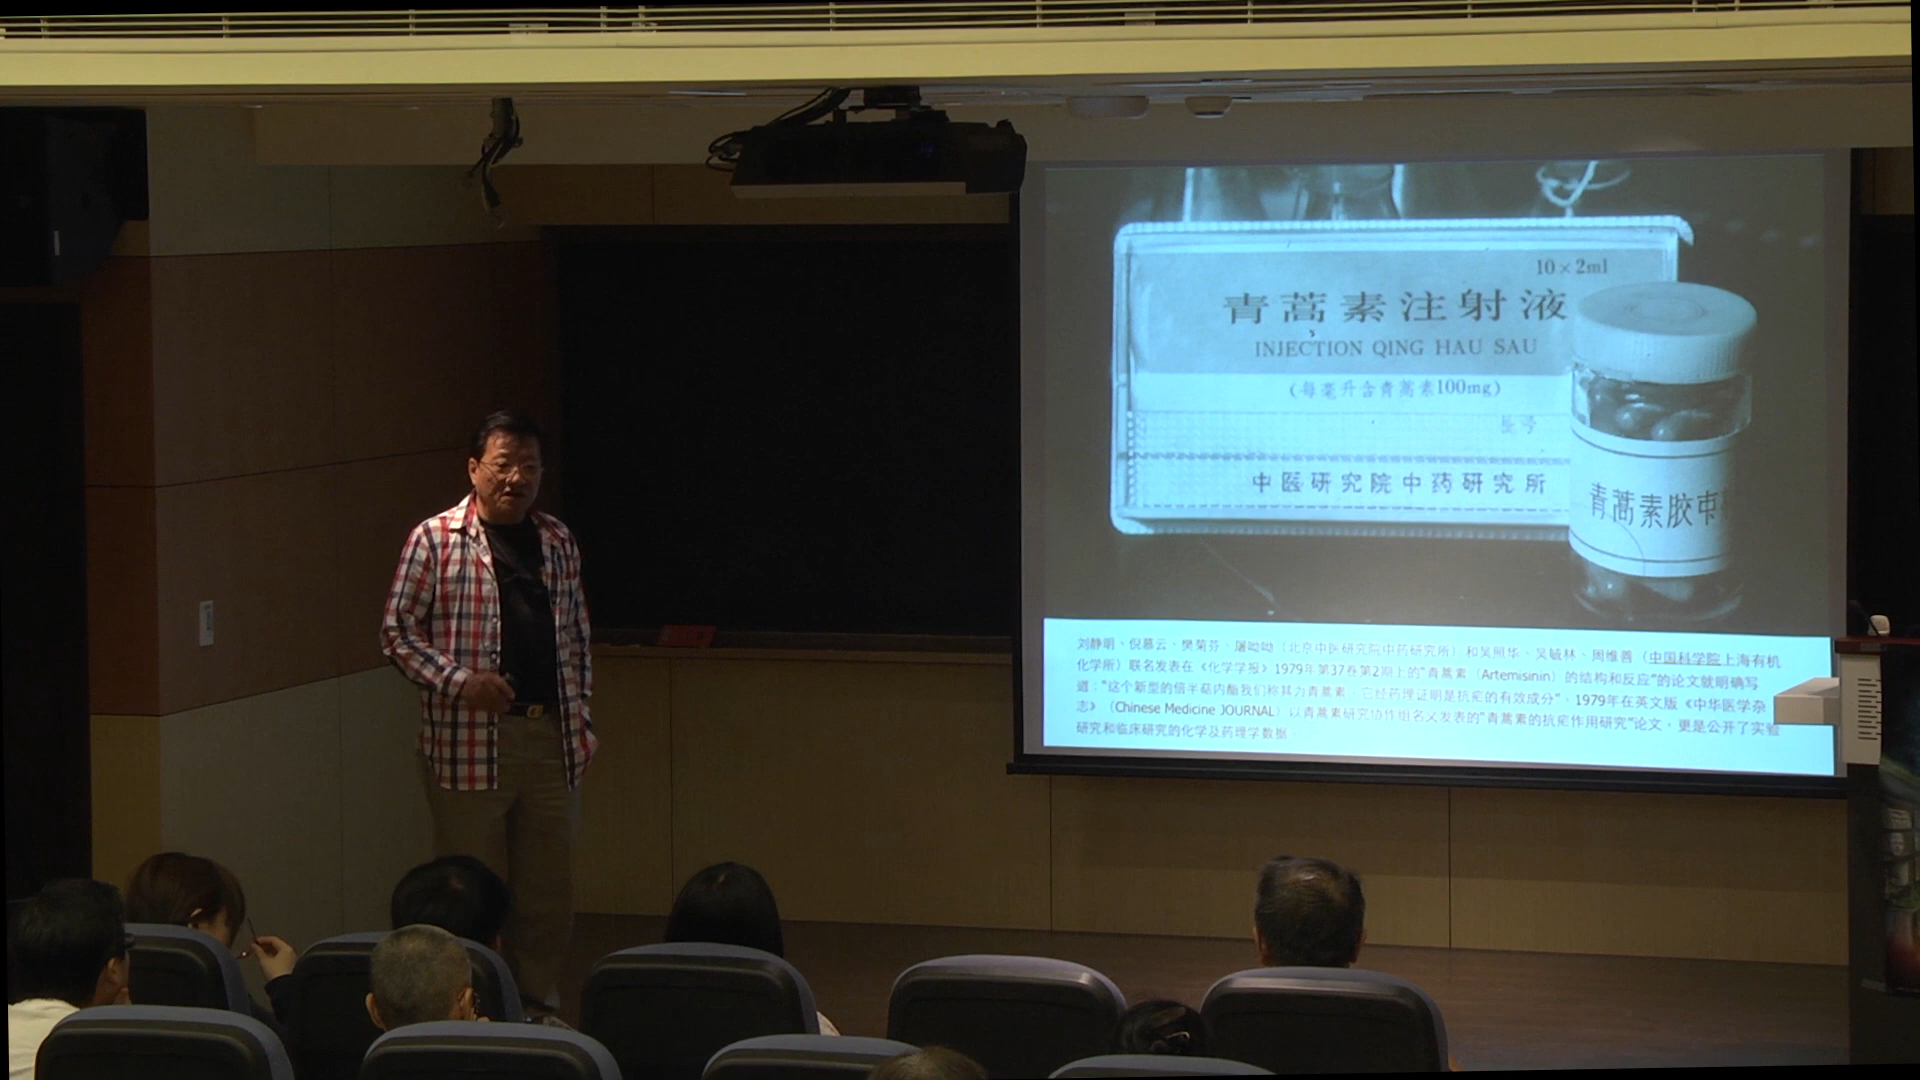 10×2ml
青蒿素注射液
INJECTION QING HAU SAU
(每毫升含青蒿素100mg)
批号
中医研究院中药研究所
青蒿素胶束
刘静明、倪慕云、樊菊芬、屠呦呦（北京中医研究院中药研究所）和吴照华、吴毓林、周维善（中国科学院上海有机
化学所）联名发表在《化学学报》1979年第37卷第2期上的“青蒿素（Artemisinin）的结构和反应”的论文就明确写
道：“这个新型的倍半萜内酯我们称其为青蒿素，它经药理证明是抗疟的有效成分”，1979年在英文版《中华医学杂
志》（Chinese Medicine JOURNAL）以青蒿素研究协作组名义发表的“青蒿素的抗疟作用研究”论文，更是公开了实验
研究和临床研究的化学及药理学数据